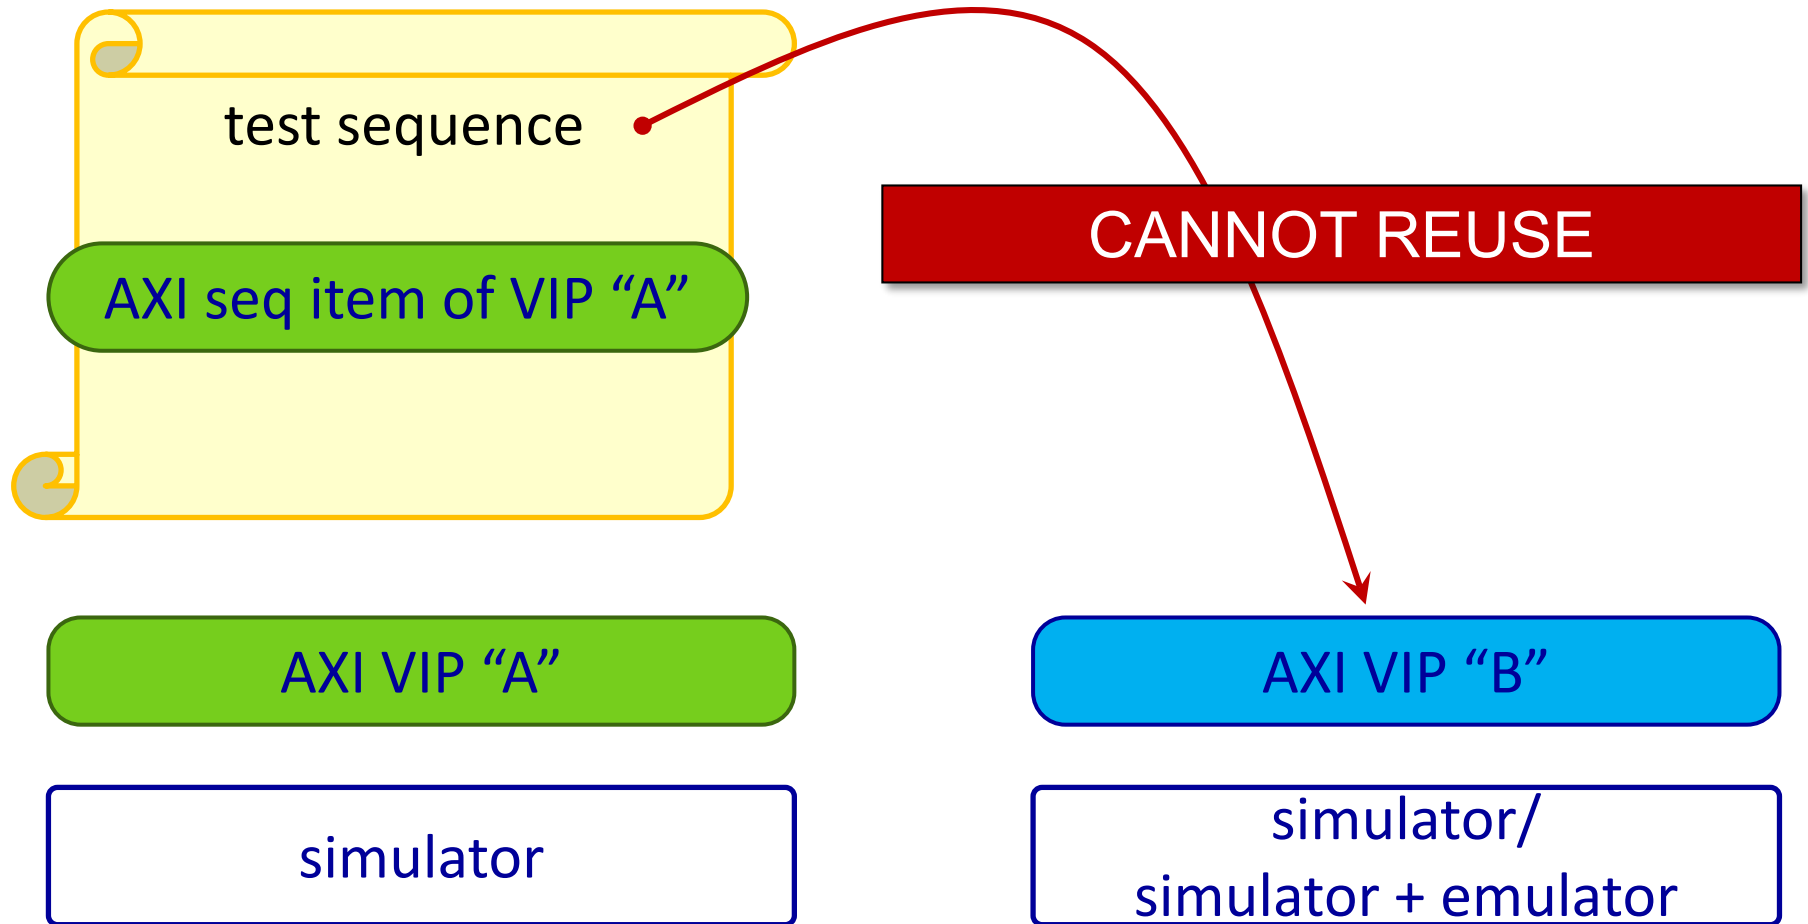 test sequence
CANNOT REUSE
AXI seq item of VIP “A”
AXI VIP “A”
AXI VIP “B”
simulator
simulator/
simulator + emulator